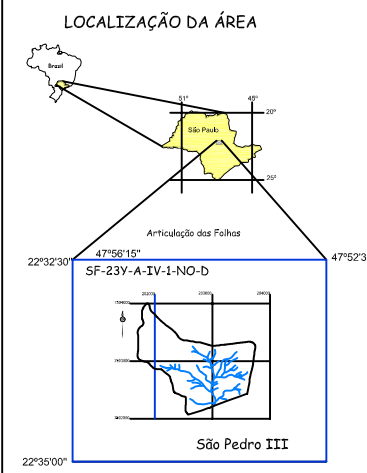 LOCALIZAÇÃO DA ÁREA
Brasil
51°
45°
20°
São Paulo
25°
Articulação das Folhas
47°56'15"
47°52'3
22°32'30"
SF-23Y-A-IV-1-NO-D
São Pedro III
22°35'00"